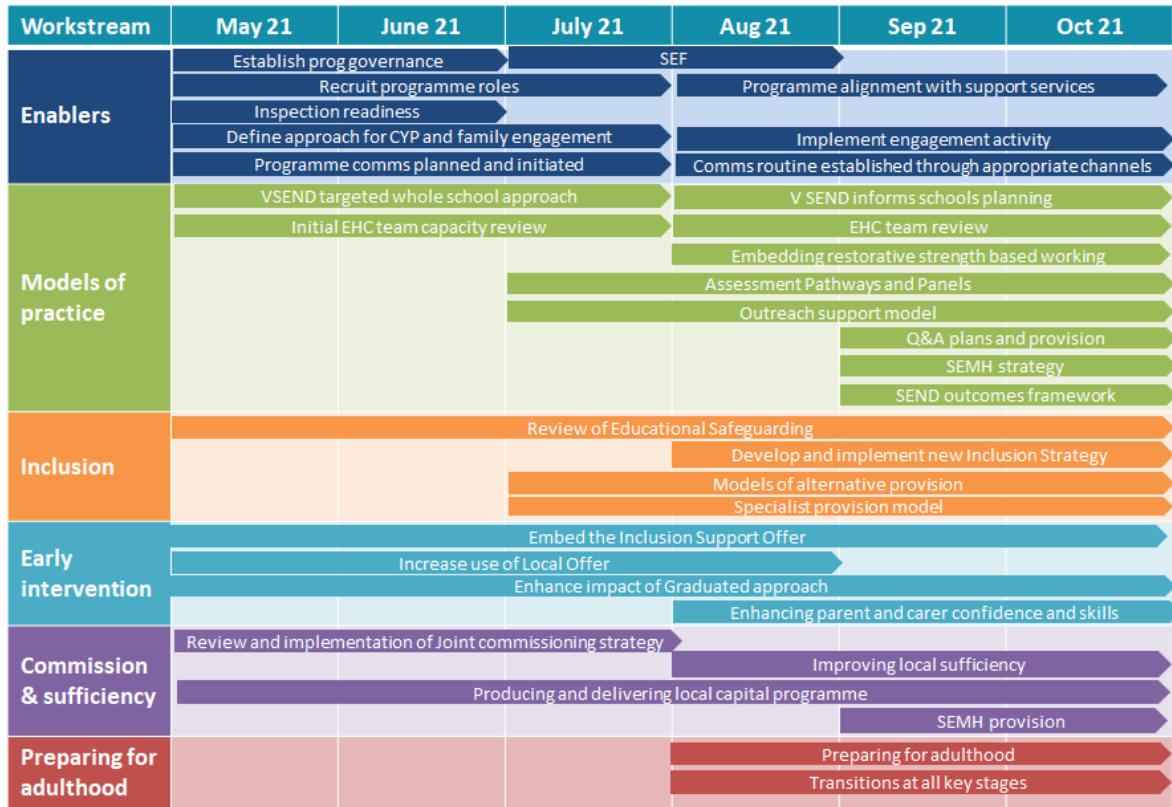 Workstream May 21 June 21 July 21 Aug 21 Sep 21 Oct 21
Enablers
Establish prog governance
SEF
Recruit programme roles
Programme alignment with support services
Inspection readiness
Define approach for CYP and family engagement
Implement engagement activity
Programme comms planned and initiated
Comms routine established through appropriate channels
Models of
practice
VSEND targeted whole school approach
V SEND informs schools planning
Initial EHC team capacity review
EHC team review
Embedding restorative strength based working
Assessment Pathways and Panels
Outreach support model
Q&A plans and provision
SEMH strategy
SEND outcomes framework
Inclusion
Review of Educational Safeguarding
Develop and implement new Inclusion Strategy
Models of alternative provision
Specialist provision model
Early
intervention
Embed the Inclusion Support Offer
Increase use of Local Offer
Enhance impact of Graduated approach
Enhancing parent and carer confidence and skills
Commission
& sufficiency
Review and implementation of Joint commissioning strategy
Improving local sufficiency
Producing and delivering local capital programme
SEMH provision
Preparing for
adulthood
Preparing for adulthood
Transitions at all key stages